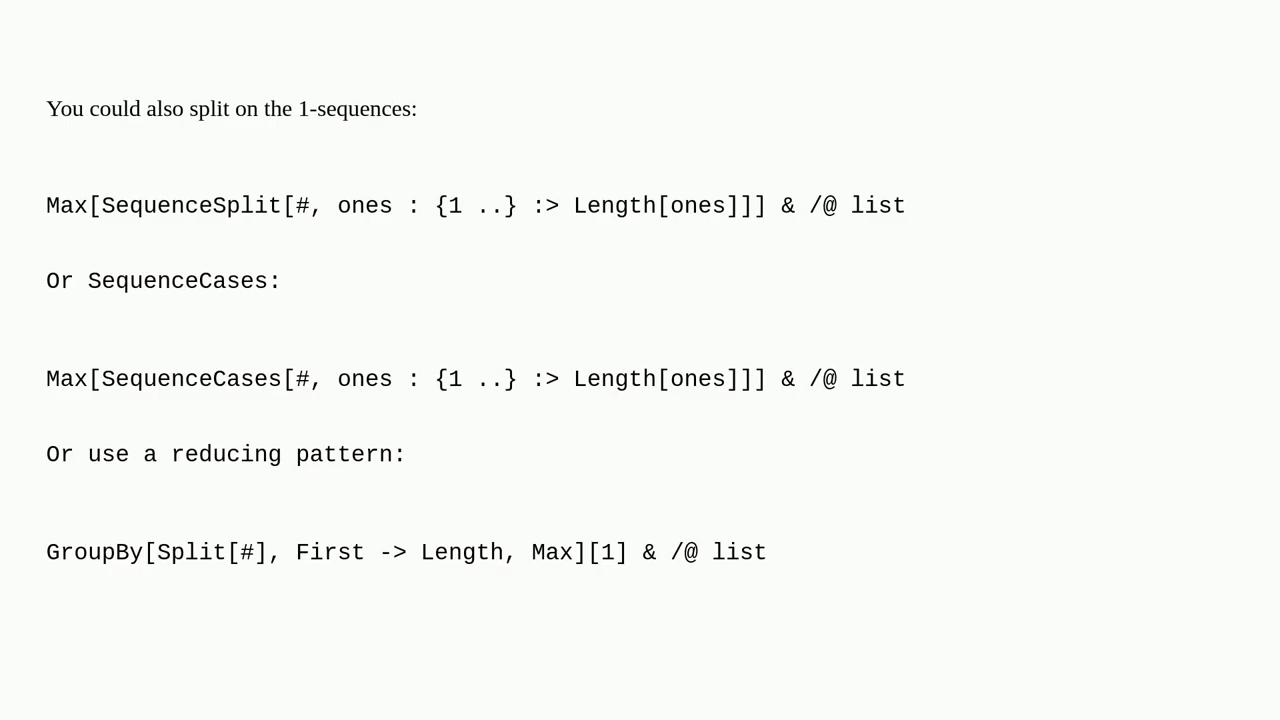 You could also split on the 1-sequences:
Max[SequenceSplit[#, ones : {1 ..} :> Length[ones]]] & /@ list
Or SequenceCases:
Max[SequenceCases[#, ones : {1 ..} :> Length[ones]]] & /@ list
Or use a reducing pattern:
GroupBy[Split[#], First -> Length, Max][1] & /@ list